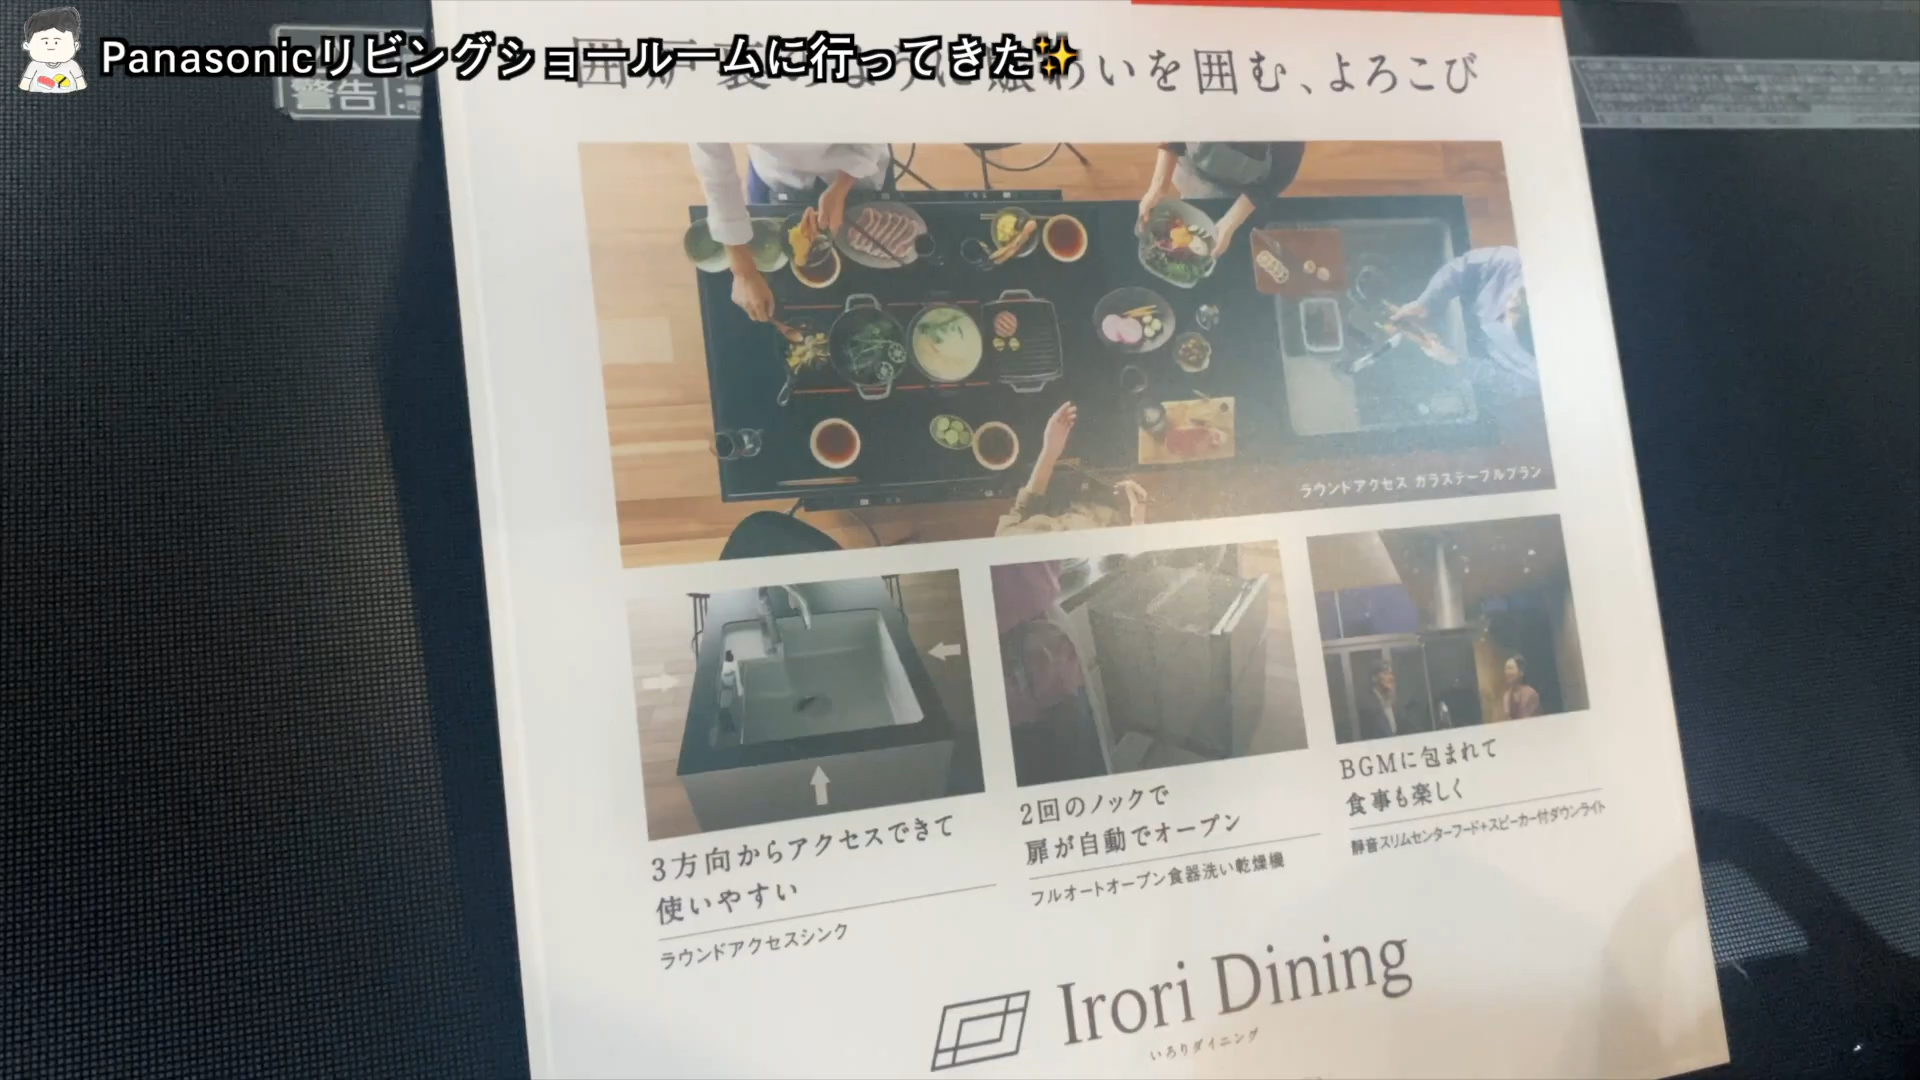 Panasonicリビングショールームに行ってきた✨
わいを囲む、よろこび
警告
ラウンドアクセス ガラステーブルプラン
3方向からアクセスできて
使いやすい
ラウンドアクセスシンク
2回のノックで
扉が自動でオープン
フルオートオープン食器洗い乾燥機
BGMに包まれて
食事も楽しく
静音スリムセンターフード+スピーカー付ダウンライト
Irori Dining
いろりダイニング